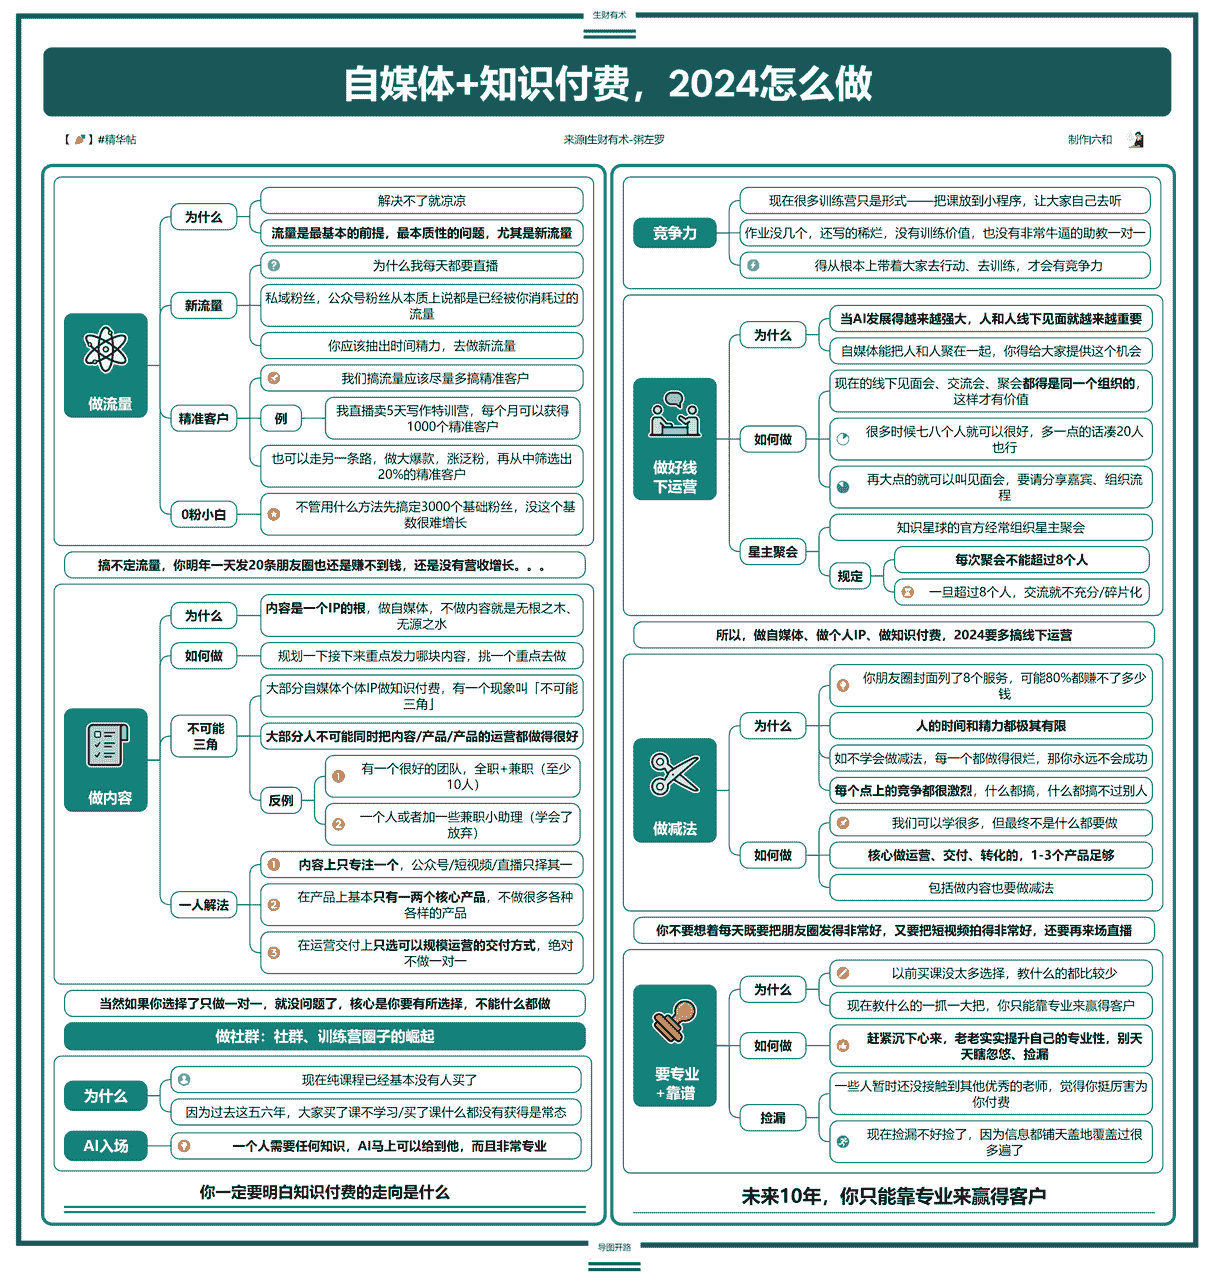 生财有术
自媒体+知识付费，2024怎么做
【 】#精华帖
来源|生财有术-粥左罗
制作|六和
做流量
为什么
解决不了就凉凉
流量是最基本的前提，最本质性的问题，尤其是新流量
新流量
为什么我每天都要直播
私域粉丝，公众号粉丝从本质上说都是已经被你消耗过的
流量
你应该抽出时间精力，去做新流量
精准客户
我们搞流量应该尽量多搞精准客户
例
我直播卖5天写作特训营，每个月可以获得
1000个精准客户
也可以走另一条路，做大爆款，涨泛粉，再从中筛选出
20%的精准客户
0粉小白
不管用什么方法先搞定3000个基础粉丝，没这个基
数很难增长
搞不定流量，你明年一天发20条朋友圈也还是赚不到钱，还是没有营收增长。。。
做内容
为什么
内容是一个IP的根，做自媒体，不做内容就是无根之木、
无源之水
如何做
规划一下接下来重点发力哪块内容，挑一个重点去做
不可能
三角
大部分自媒体个体IP做知识付费，有一个现象叫「不可能
三角」
大部分人不可能同时把内容/产品/产品的运营都做得很好
反例
1
有一个很好的团队，全职+兼职（至少
10人）
2
一个人或者加一些兼职小助理（学会了
放弃）
一人解法
1
内容上只专注一个，公众号/短视频/直播只择其一
2
在产品上基本只有一两个核心产品，不做很多各种
各样的产品
3
在运营交付上只选可以规模运营的交付方式，绝对
不做一对一
当然如果你选择了只做一对一，就没问题了，核心是你要有所选择，不能什么都做
做社群：社群、训练营圈子的崛起
为什么
现在纯课程已经基本没有人买了
因为过去这五六年，大家买了课不学习/买了课什么都没有获得是常态
AI入场
一个人需要任何知识，AI马上可以给到他，而且非常专业
你一定要明白知识付费的走向是什么
竞争力
现在很多训练营只是形式——把课放到小程序，让大家自己去听
作业没几个，还写的稀烂，没有训练价值，也没有非常牛逼的助教一对一
得从根本上带着大家去行动、去训练，才会有竞争力
做好线
下运营
为什么
当AI发展得越来越强大，人和人线下见面就越来越重要
自媒体能把人和人聚在一起，你得给大家提供这个机会
如何做
现在的线下见面会、交流会、聚会都得是同一个组织的，
这样才有价值
很多时候七八个人就可以很好，多一点的话凑20人
也行
再大点的就可以叫见面会，要请分享嘉宾、组织流
程
星主聚会
知识星球的官方经常组织星主聚会
规定
每次聚会不能超过8个人
一旦超过8个人，交流就不充分/碎片化
所以，做自媒体、做个人IP、做知识付费，2024要多搞线下运营
做减法
为什么
你朋友圈封面列了8个服务，可能80%都赚不了多少
钱
人的时间和精力都极其有限
如不学会做减法，每一个都做得很烂，那你永远不会成功
每个点上的竞争都很激烈，什么都搞，什么都搞不过别人
如何做
我们可以学很多，但最终不是什么都要做
核心做运营、交付、转化的，1-3个产品足够
包括做内容也要做减法
你不要想着每天既要把朋友圈发得非常好，又要把短视频拍得非常好，还要再来场直播
要专业
+靠谱
为什么
以前买课没太多选择，教什么的都比较少
现在教什么的一抓一大把，你只能靠专业来赢得客户
如何做
赶紧沉下心来，老老实实提升自己的专业性，别天
天瞎忽悠、捡漏
捡漏
一些人暂时还没接触到其他优秀的老师，觉得你挺厉害为
你付费
现在捡漏不好捡了，因为信息都铺天盖地覆盖过很
多遍了
未来10年，你只能靠专业来赢得客户
导图开路